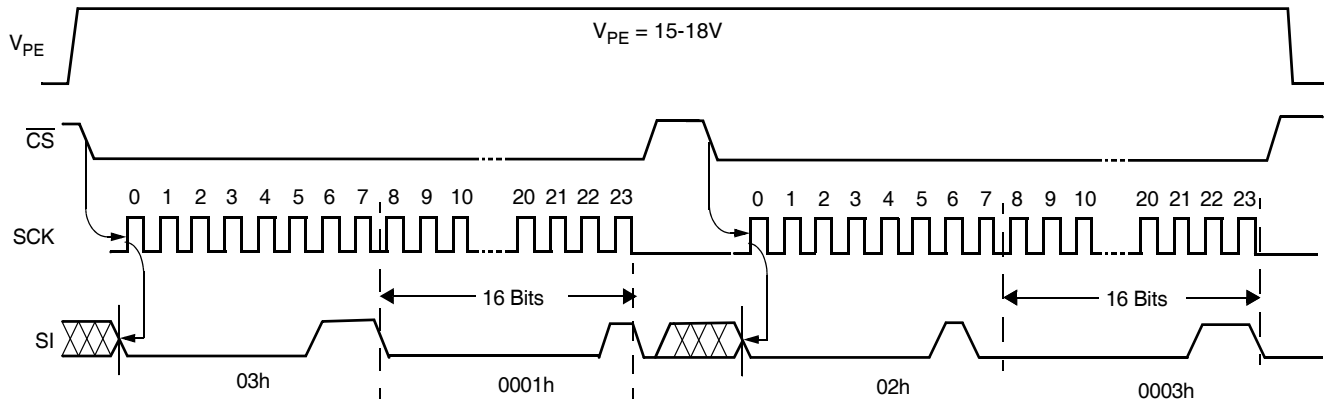 V_PE
V_PE = 15-18V
CS
0 1 2 3 4 5 6 7 8 9 10 20 21 22 23 0 1 2 3 4 5 6 7 8 9 10 20 21 22 23
SCK
16 Bits 16 Bits
SI
03h 0001h 02h 0003h